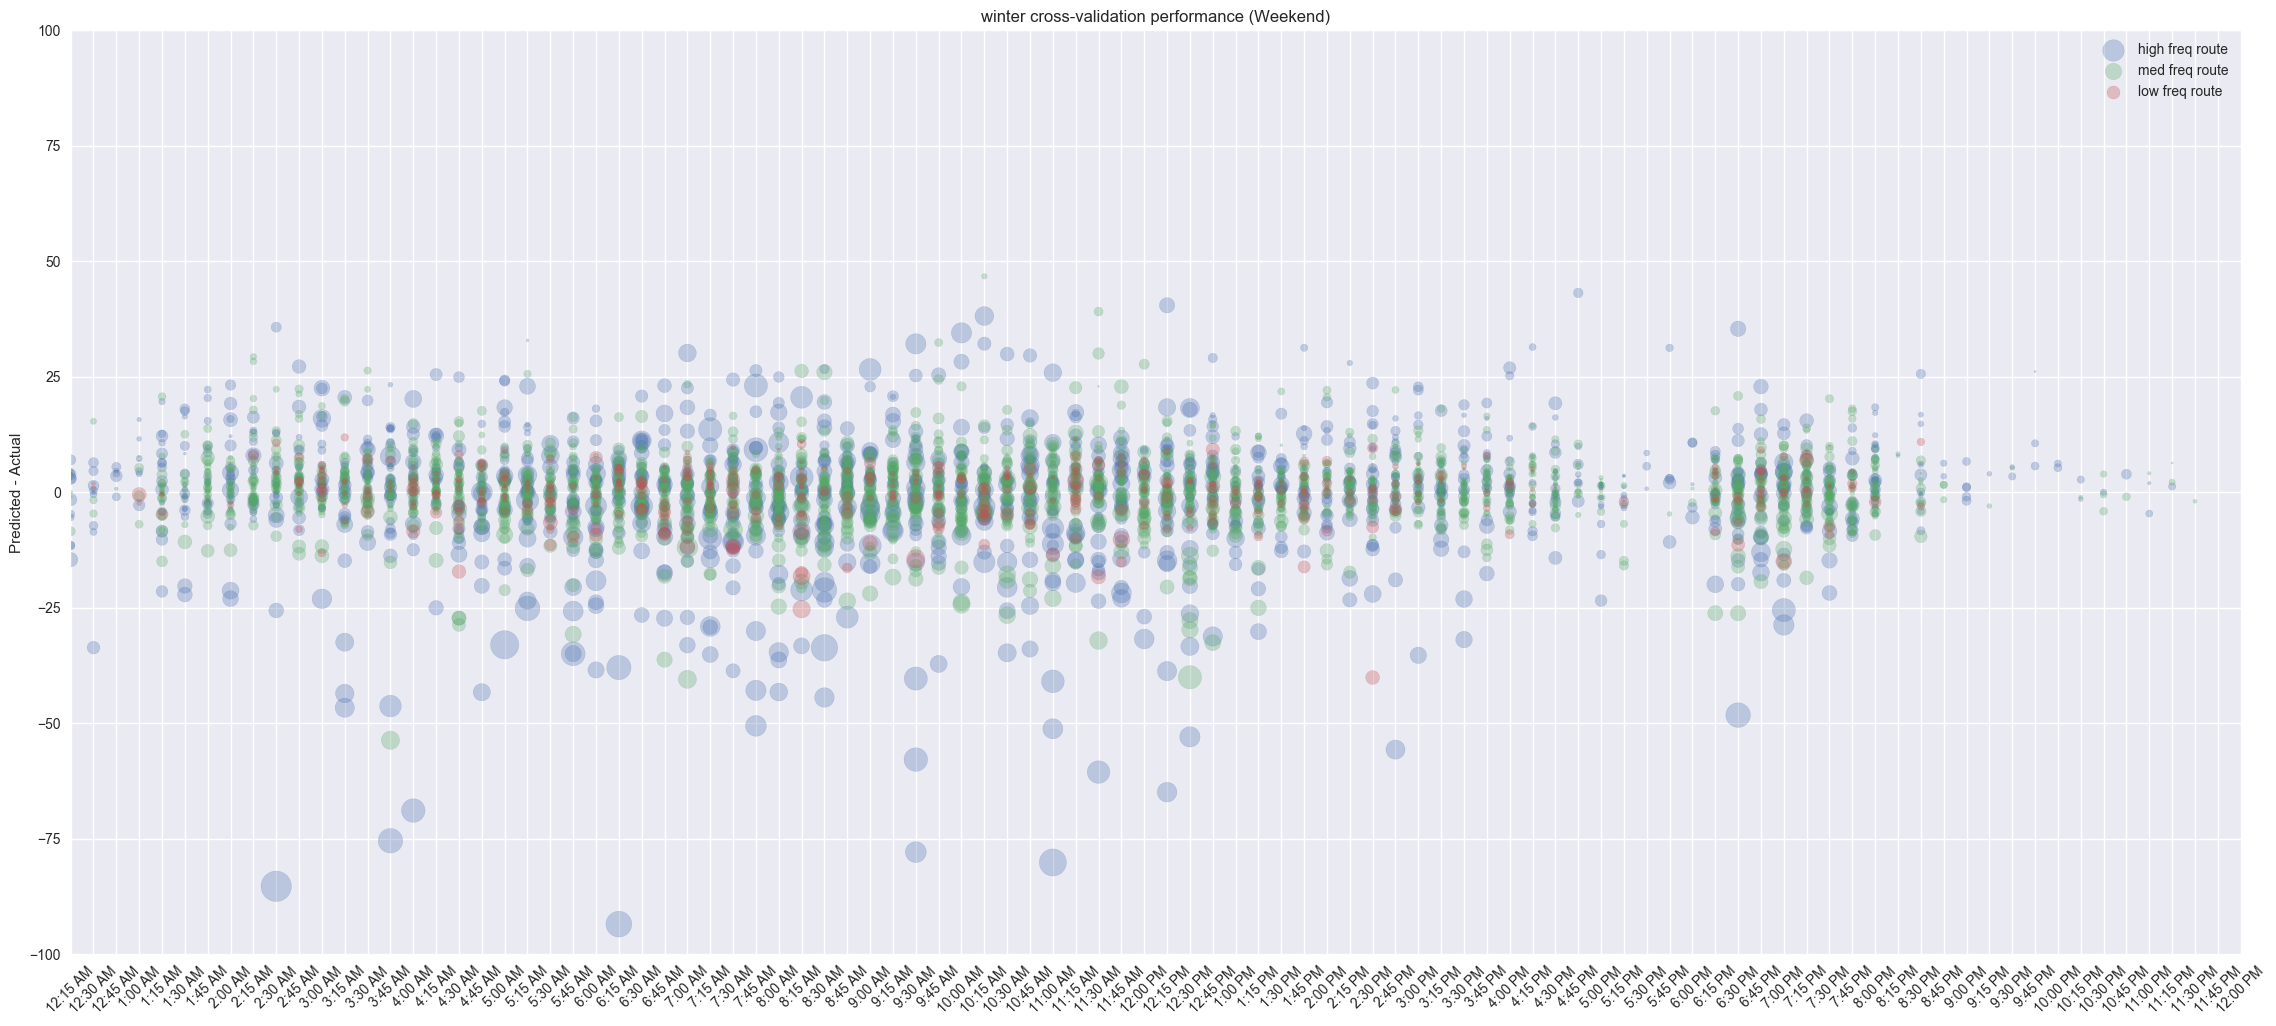 winter cross-validation performance (Weekend)
100
75
50
25
0
−25
−50
−75
−100
Predicted - Actual
high freq route
med freq route
low freq route
12:15 AM
12:30 AM
12:45 AM
1:00 AM
1:15 AM
1:30 AM
1:45 AM
2:00 AM
2:15 AM
2:30 AM
2:45 AM
3:00 AM
3:15 AM
3:30 AM
3:45 AM
4:00 AM
4:15 AM
4:30 AM
4:45 AM
5:00 AM
5:15 AM
5:30 AM
5:45 AM
6:00 AM
6:15 AM
6:30 AM
6:45 AM
7:00 AM
7:15 AM
7:30 AM
7:45 AM
8:00 AM
8:15 AM
8:30 AM
8:45 AM
9:00 AM
9:15 AM
9:30 AM
9:45 AM
10:00 AM
10:15 AM
10:30 AM
10:45 AM
11:00 AM
11:15 AM
11:30 AM
11:45 AM
12:00 PM
12:15 PM
12:30 PM
12:45 PM
1:00 PM
1:15 PM
1:30 PM
1:45 PM
2:00 PM
2:15 PM
2:30 PM
2:45 PM
3:00 PM
3:15 PM
3:30 PM
3:45 PM
4:00 PM
4:15 PM
4:30 PM
4:45 PM
5:00 PM
5:15 PM
5:30 PM
5:45 PM
6:00 PM
6:15 PM
6:30 PM
6:45 PM
7:00 PM
7:15 PM
7:30 PM
7:45 PM
8:00 PM
8:15 PM
8:30 PM
8:45 PM
9:00 PM
9:15 PM
9:30 PM
9:45 PM
10:00 PM
10:15 PM
10:30 PM
10:45 PM
11:00 PM
11:15 PM
11:30 PM
11:45 PM
12:00 PM